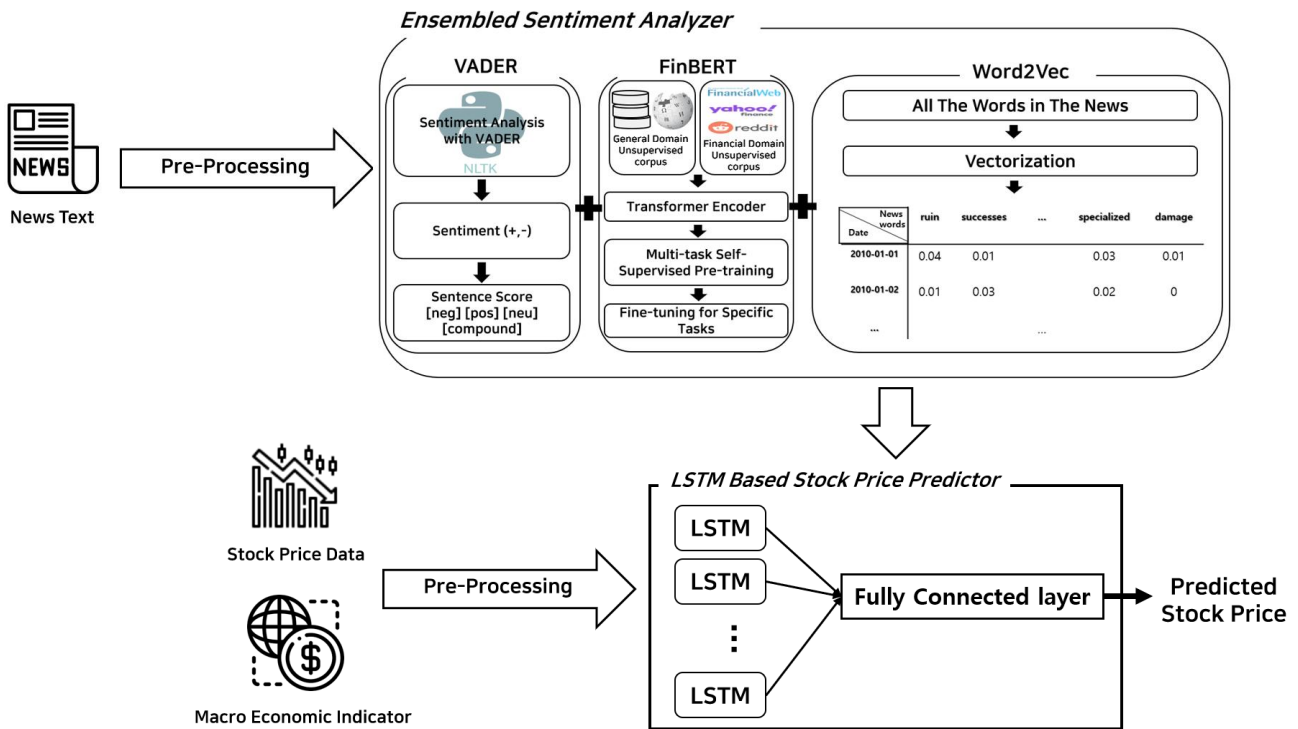 Ensembled Sentiment Analyzer
NEWS
News Text
Pre-Processing
VADER
Sentiment Analysis
with VADER
NLTK
Sentiment (+,-)
Sentence Score
[neg] [pos] [neu]
[compound]
FinBERT
General Domain
Unsupervised
corpus
FinancialWeb
yahoo!
Finance
reddit
Financial Domain
Unsupervised
corpus
Transformer Encoder
Multi-task Self-
Supervised Pre-training
Fine-tuning for Specific
Tasks
Word2Vec
All The Words in The News
Vectorization
News
words
Date
ruin successes ... specialized damage
2010-01-01 0.04 0.01 0.03 0.01
2010-01-02 0.01 0.03 0.02 0
... ...
Stock Price Data
Macro Economic Indicator
Pre-Processing
LSTM Based Stock Price Predictor
LSTM
LSTM
⋮
LSTM
Fully Connected layer
Predicted
Stock Price